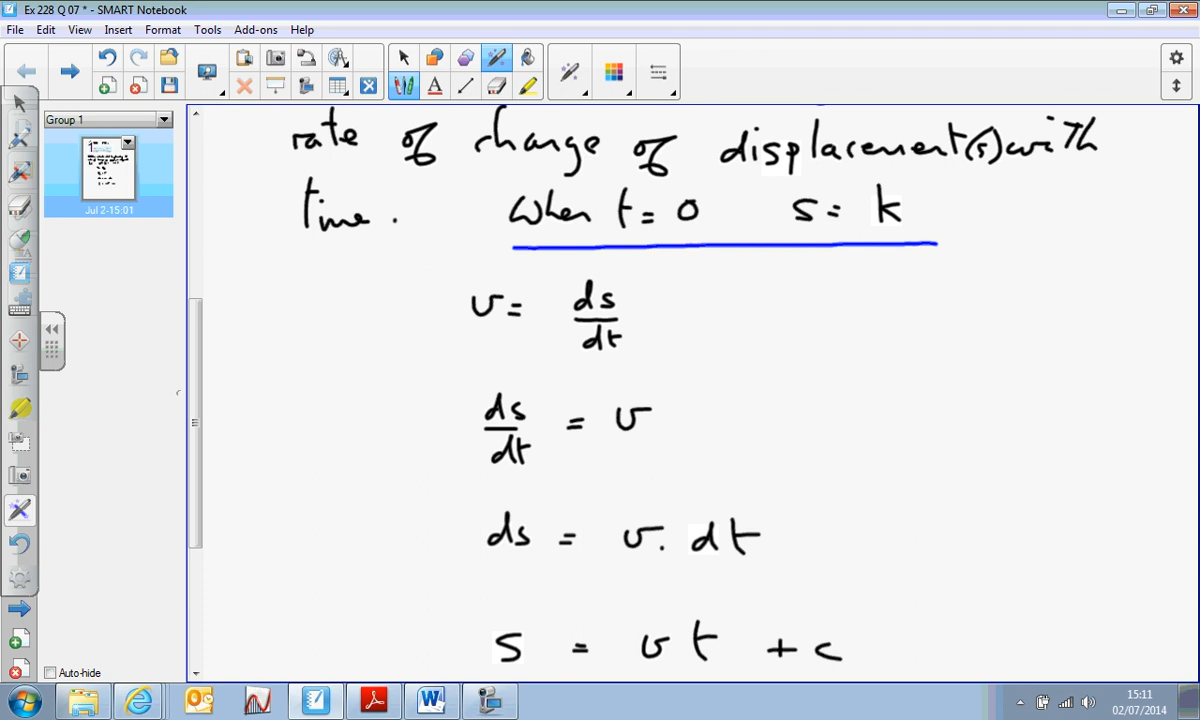 Ex 228 Q 07 * - SMART Notebook
File Edit View Insert Format Tools Add-ons Help
Group 1
Jul 2-15:01
rate of change of displacement(s) with
time. when t = 0 s = k
v = ds/dt
ds/dt = v
ds = v. dt
s = v t + c
Auto-hide
15:11
02/07/2014